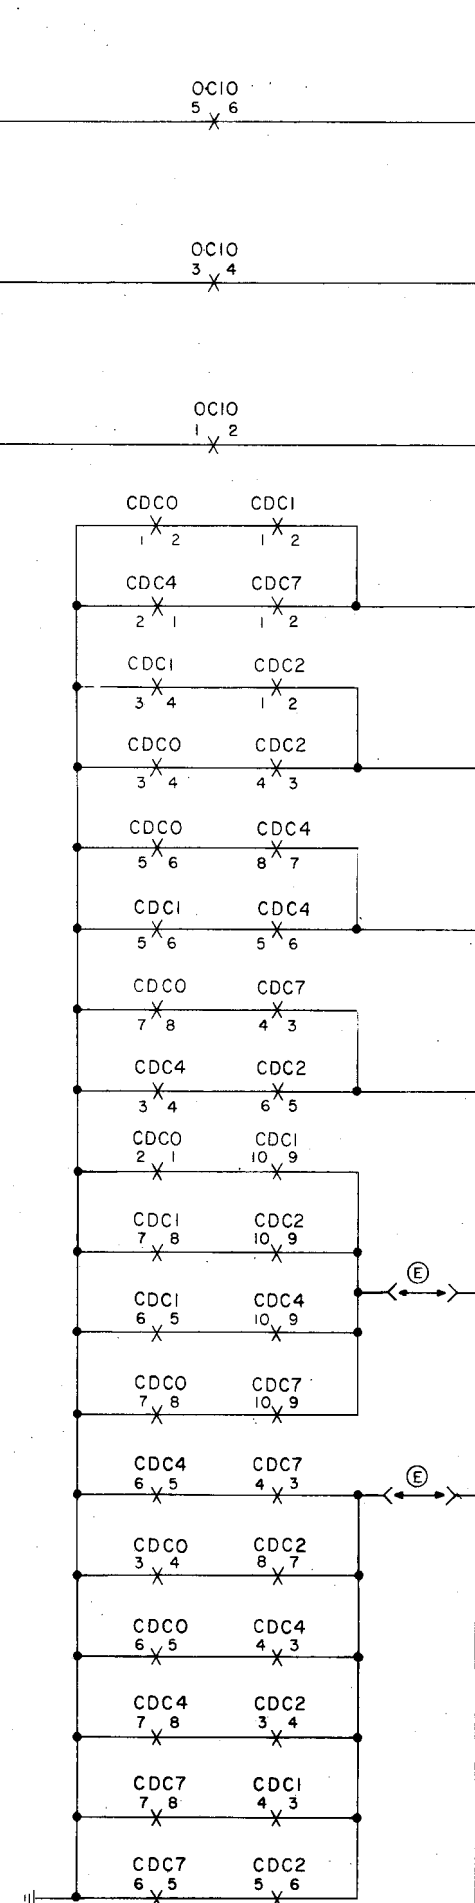 OC10
5 6
OC10
3 4
OC10
1 2
CDC0 CDC1
1 2 1 2
CDC4 CDC7
2 1 1 2
CDC1 CDC2
3 4 1 2
CDC0 CDC2
3 4 4 3
CDC0 CDC4
5 6 8 7
CDC1 CDC4
5 6 5 6
CDC0 CDC7
7 8 4 3
CDC4 CDC2
3 4 6 5
CDC0 CDC1
2 1 10 9
CDC1 CDC2
7 8 10 9
E
CDC1 CDC4
6 5 10 9
CDC0 CDC7
7 8 10 9
CDC4 CDC7
6 5 4 3
E
CDC0 CDC2
3 4 8 7
CDC0 CDC4
6 5 4 3
CDC4 CDC2
7 8 3 4
CDC7 CDC1
7 8 4 3
CDC7 CDC2
6 5 5 6